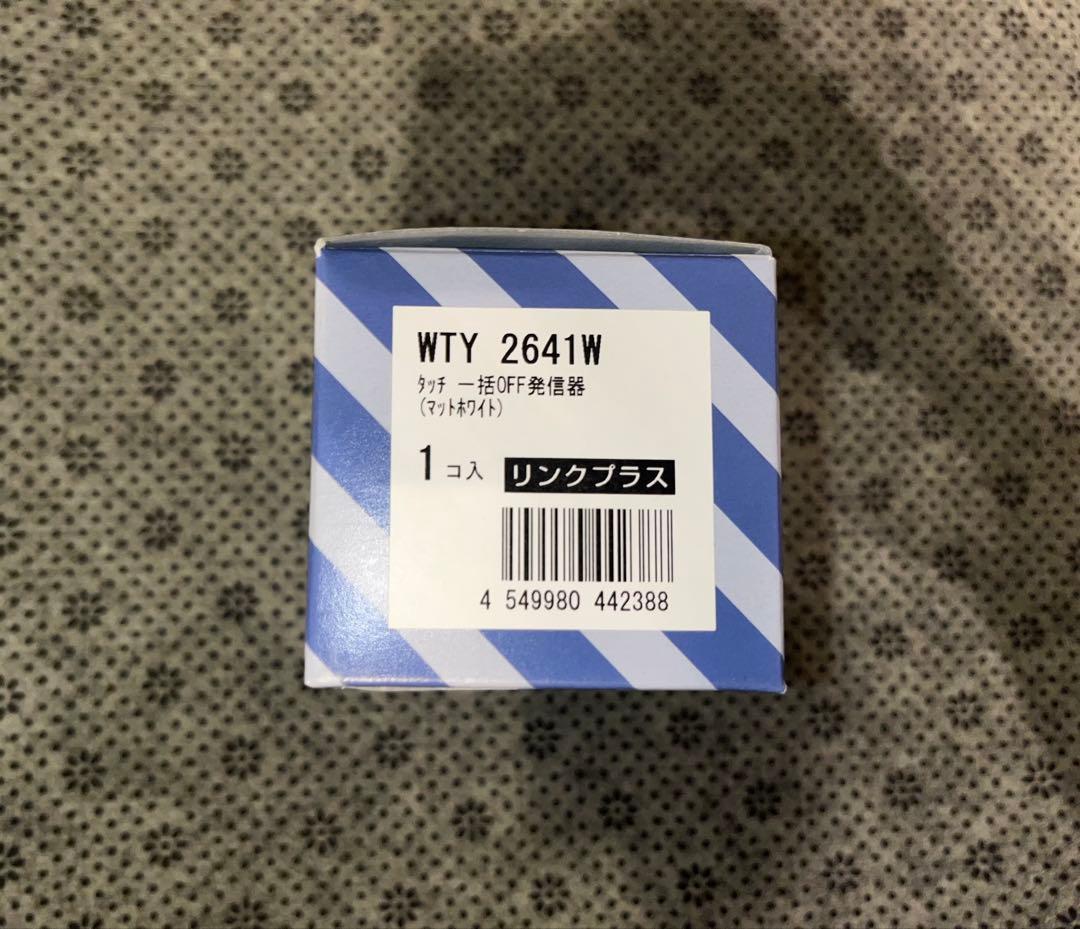 WTY 2641W
ﾀｯﾁ 一括OFF発信器
(ﾏｯﾄﾎﾜｲﾄ)
1 コ入 リンクプラス
4 549980 442388